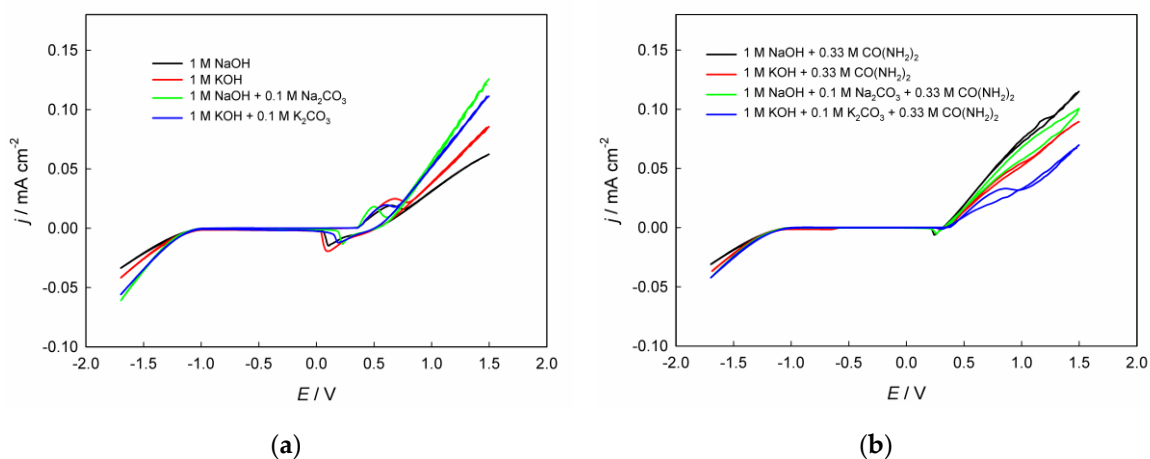 0.15
0.10
0.05
0.00
-0.05
-0.10
j / mA cm⁻²
1 M NaOH
1 M KOH
1 M NaOH + 0.1 M Na₂CO₃
1 M KOH + 0.1 M K₂CO₃
-2.0 -1.5 -1.0 -0.5 0.0 0.5 1.0 1.5 2.0
E / V
(a)
0.15
0.10
0.05
0.00
-0.05
-0.10
j / mA cm⁻²
1 M NaOH + 0.33 M CO(NH₂)₂
1 M KOH + 0.33 M CO(NH₂)₂
1 M NaOH + 0.1 M Na₂CO₃ + 0.33 M CO(NH₂)₂
1 M KOH + 0.1 M K₂CO₃ + 0.33 M CO(NH₂)₂
-2.0 -1.5 -1.0 -0.5 0.0 0.5 1.0 1.5 2.0
E / V
(b)